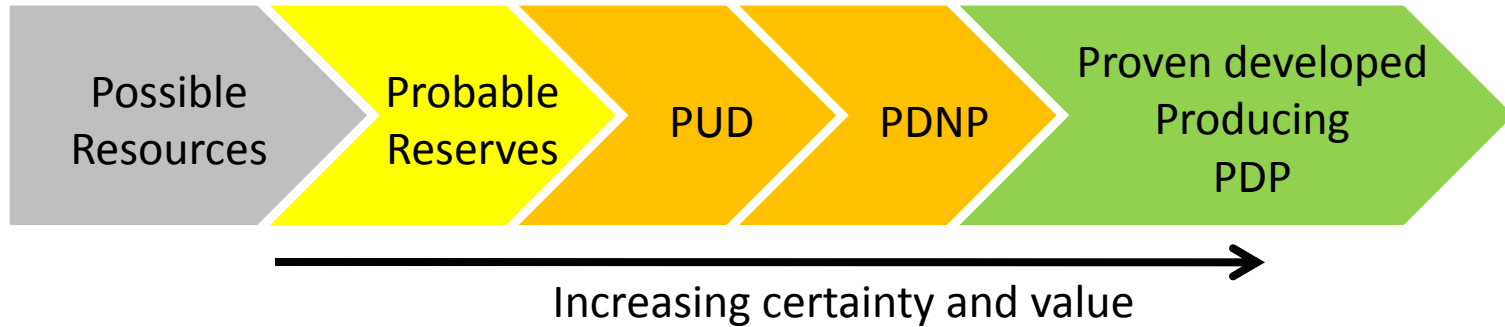 Possible
Resources
Probable
Reserves
PUD
PDNP
Proven developed
Producing
PDP
Increasing certainty and value